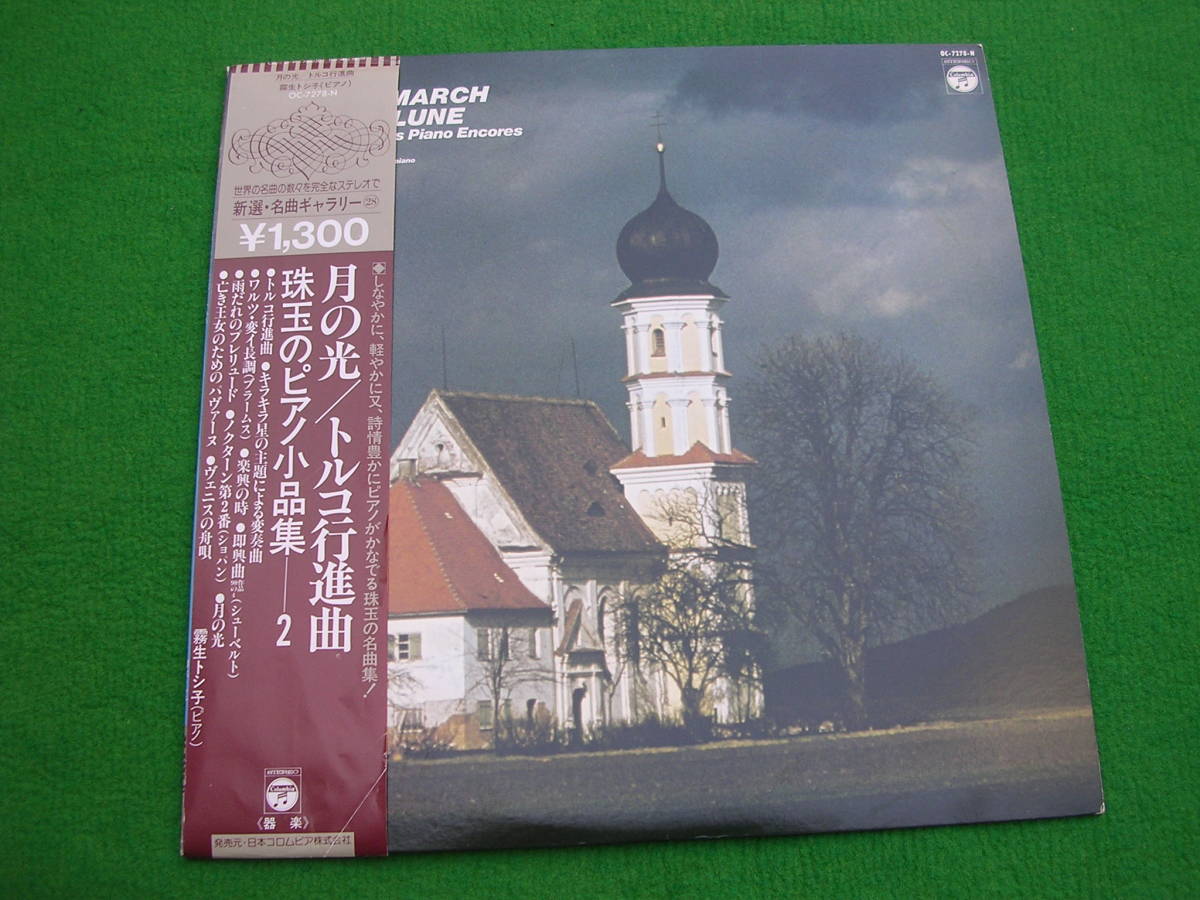 月の光／トルコ行進曲
霧生トシ子(ピアノ)
OC-7278-N
世界の名曲の数々を完全なステレオで
新選・名曲ギャラリー㉘
¥1,300
◆しなやかに、軽やかに又、詩情豊かにピアノがかなでる珠玉の名曲集！
月の光／トルコ行進曲
珠玉のピアノ小品集——2
●トルコ行進曲 ●キラキラ星の主題による変奏曲
●ワルツ・変イ長調(ブラームス) ●楽興の時 ●即興曲 (シューベルト)
●雨だれのプレリュード ●ノクターン第2番(ショパン) ●月の光
●亡き王女のためのパヴァーヌ ●ヴェニスの舟唄
霧生トシ子(ピアノ)
STEREO
Columbia
《器楽》
発売元・日本コロムビア株式会社
MARCH
LUNE
s Piano Encores
piano
OC-7278-N
STEREO
Columbia